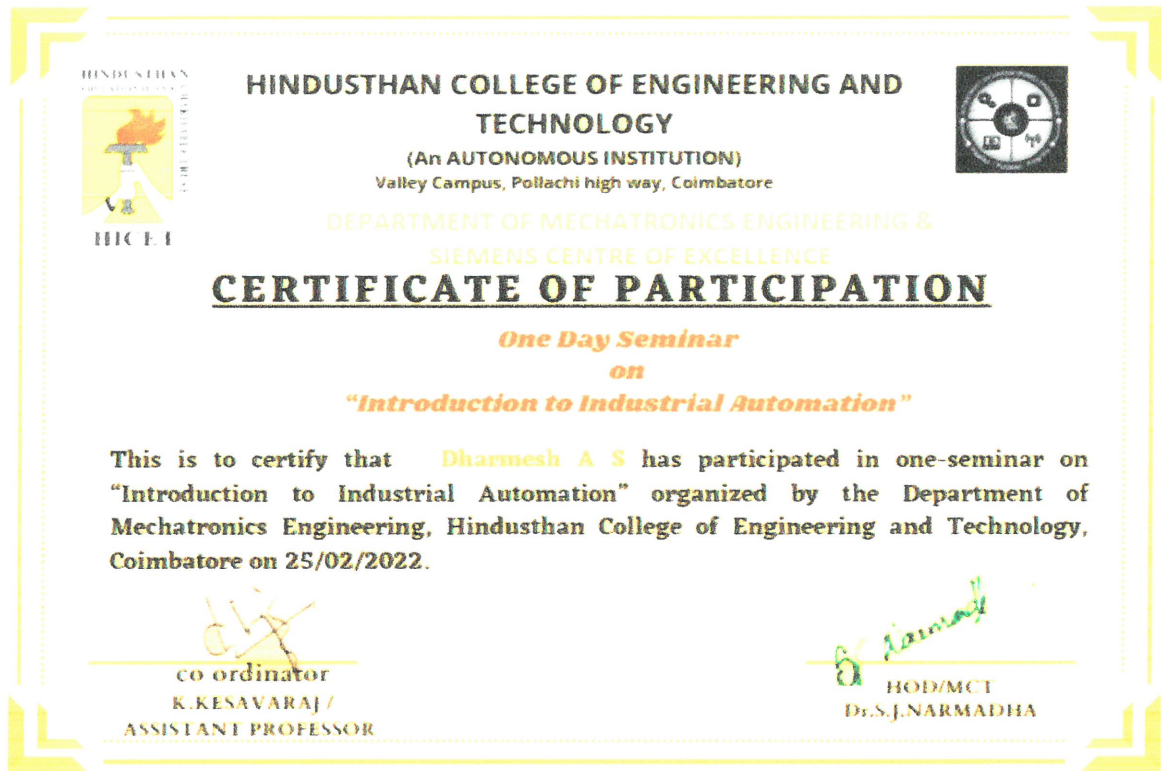 HINDUSTHAN
HICET
HINDUSTHAN COLLEGE OF ENGINEERING AND
TECHNOLOGY
(An AUTONOMOUS INSTITUTION)
Valley Campus, Pollachi high way, Coimbatore
DEPARTMENT OF MECHATRONICS ENGINEERING &
SIEMENS CENTRE OF EXCELLENCE
CERTIFICATE OF PARTICIPATION
One Day Seminar
on
“Introduction to Industrial Automation”
This is to certify that Dharmesh A S has participated in one-seminar on
“Introduction to Industrial Automation” organized by the Department of
Mechatronics Engineering, Hindusthan College of Engineering and Technology,
Coimbatore on 25/02/2022.
co ordinator
K.KESAVARAJ /
ASSISTANT PROFESSOR
HOD/MCT
Dr.S.J.NARMADHA